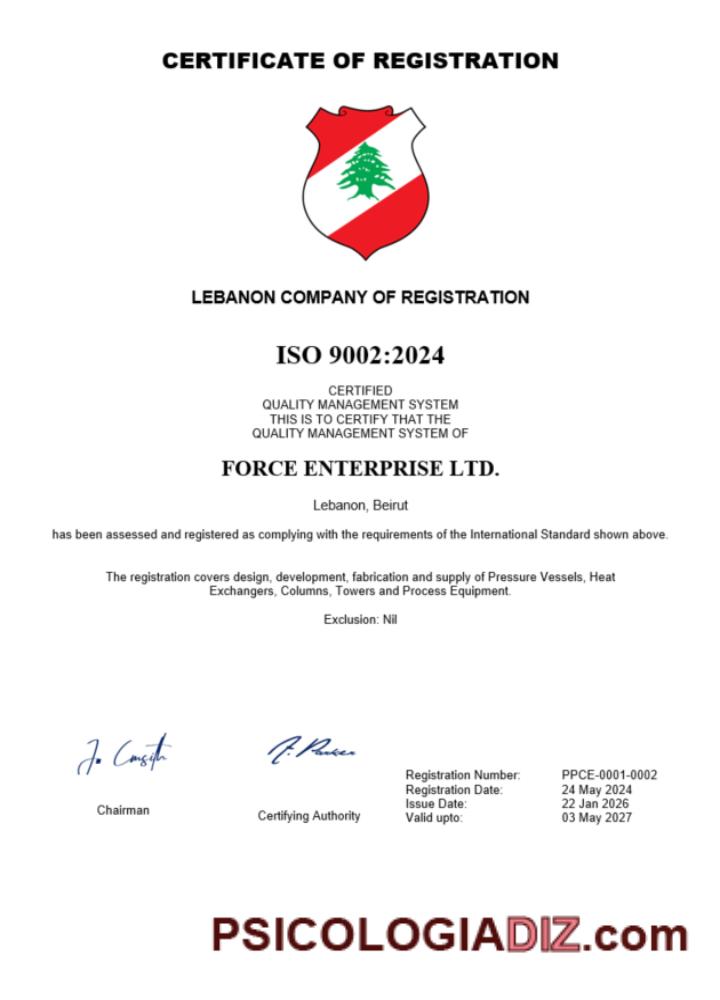 CERTIFICATE OF REGISTRATION
LEBANON COMPANY OF REGISTRATION
ISO 9002:2024
CERTIFIED
QUALITY MANAGEMENT SYSTEM
THIS IS TO CERTIFY THAT THE
QUALITY MANAGEMENT SYSTEM OF
FORCE ENTERPRISE LTD.
Lebanon, Beirut
has been assessed and registered as complying with the requirements of the International Standard shown above.
The registration covers design, development, fabrication and supply of Pressure Vessels, Heat
Exchangers, Columns, Towers and Process Equipment.
Exclusion: Nil
Chairman
Certifying Authority
Registration Number: PPCE-0001-0002
Registration Date: 24 May 2024
Issue Date: 22 Jan 2026
Valid upto: 03 May 2027
PSICOLOGIADIZ.com